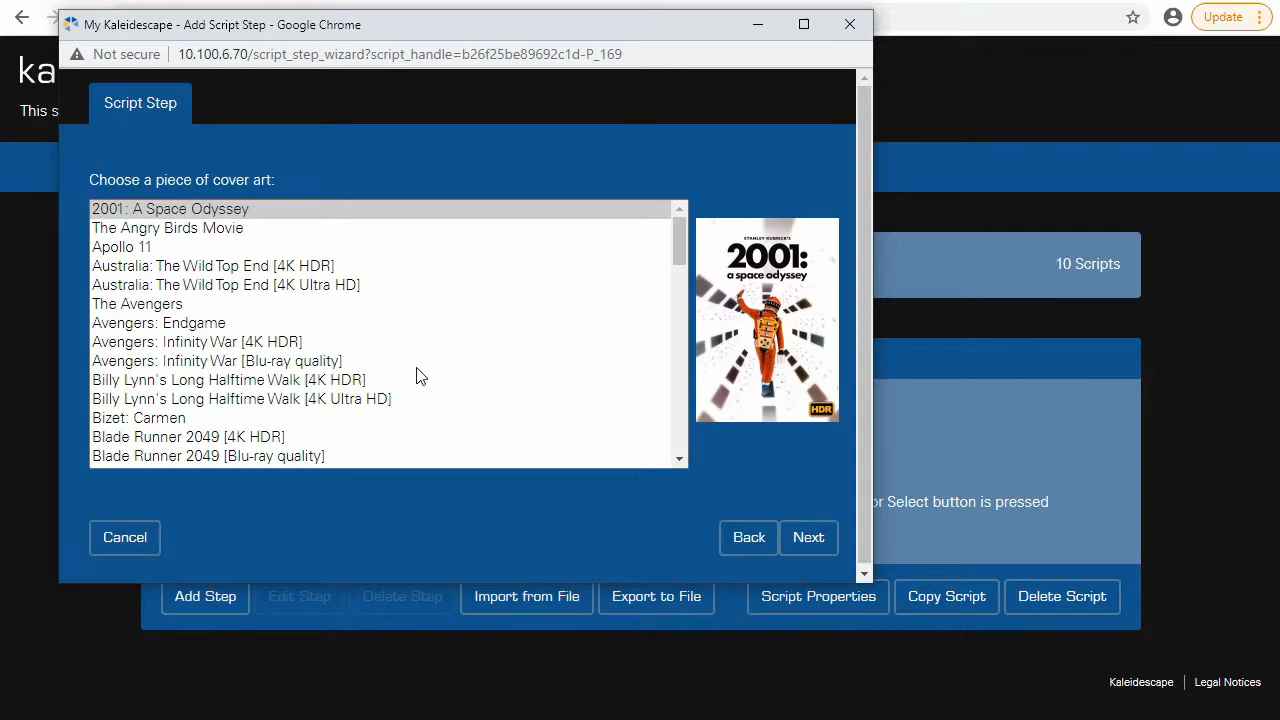 My Kaleidescape - Add Script Step - Google Chrome
Update
Not secure
10.100.6.70/script_step_wizard?script_handle=b26f25be89692c1d-P_169
ka
This s
Script Step
Choose a piece of cover art:
2001: A Space Odyssey
The Angry Birds Movie
Apollo 11
Australia: The Wild Top End [4K HDR]
Australia: The Wild Top End [4K Ultra HD]
The Avengers
Avengers: Endgame
Avengers: Infinity War [4K HDR]
Avengers: Infinity War [Blu-ray quality]
Billy Lynn's Long Halftime Walk [4K HDR]
Billy Lynn's Long Halftime Walk [4K Ultra HD]
Bizet: Carmen
Blade Runner 2049 [4K HDR]
Blade Runner 2049 [Blu-ray quality]
STANLEY KUBRICK'S
2001:
a space odyssey
HDR
10 Scripts
or Select button is pressed
Cancel
Back
Next
Add Step
Edit Step
Delete Step
Import from File
Export to File
Script Properties
Copy Script
Delete Script
Kaleidescape
Legal Notices